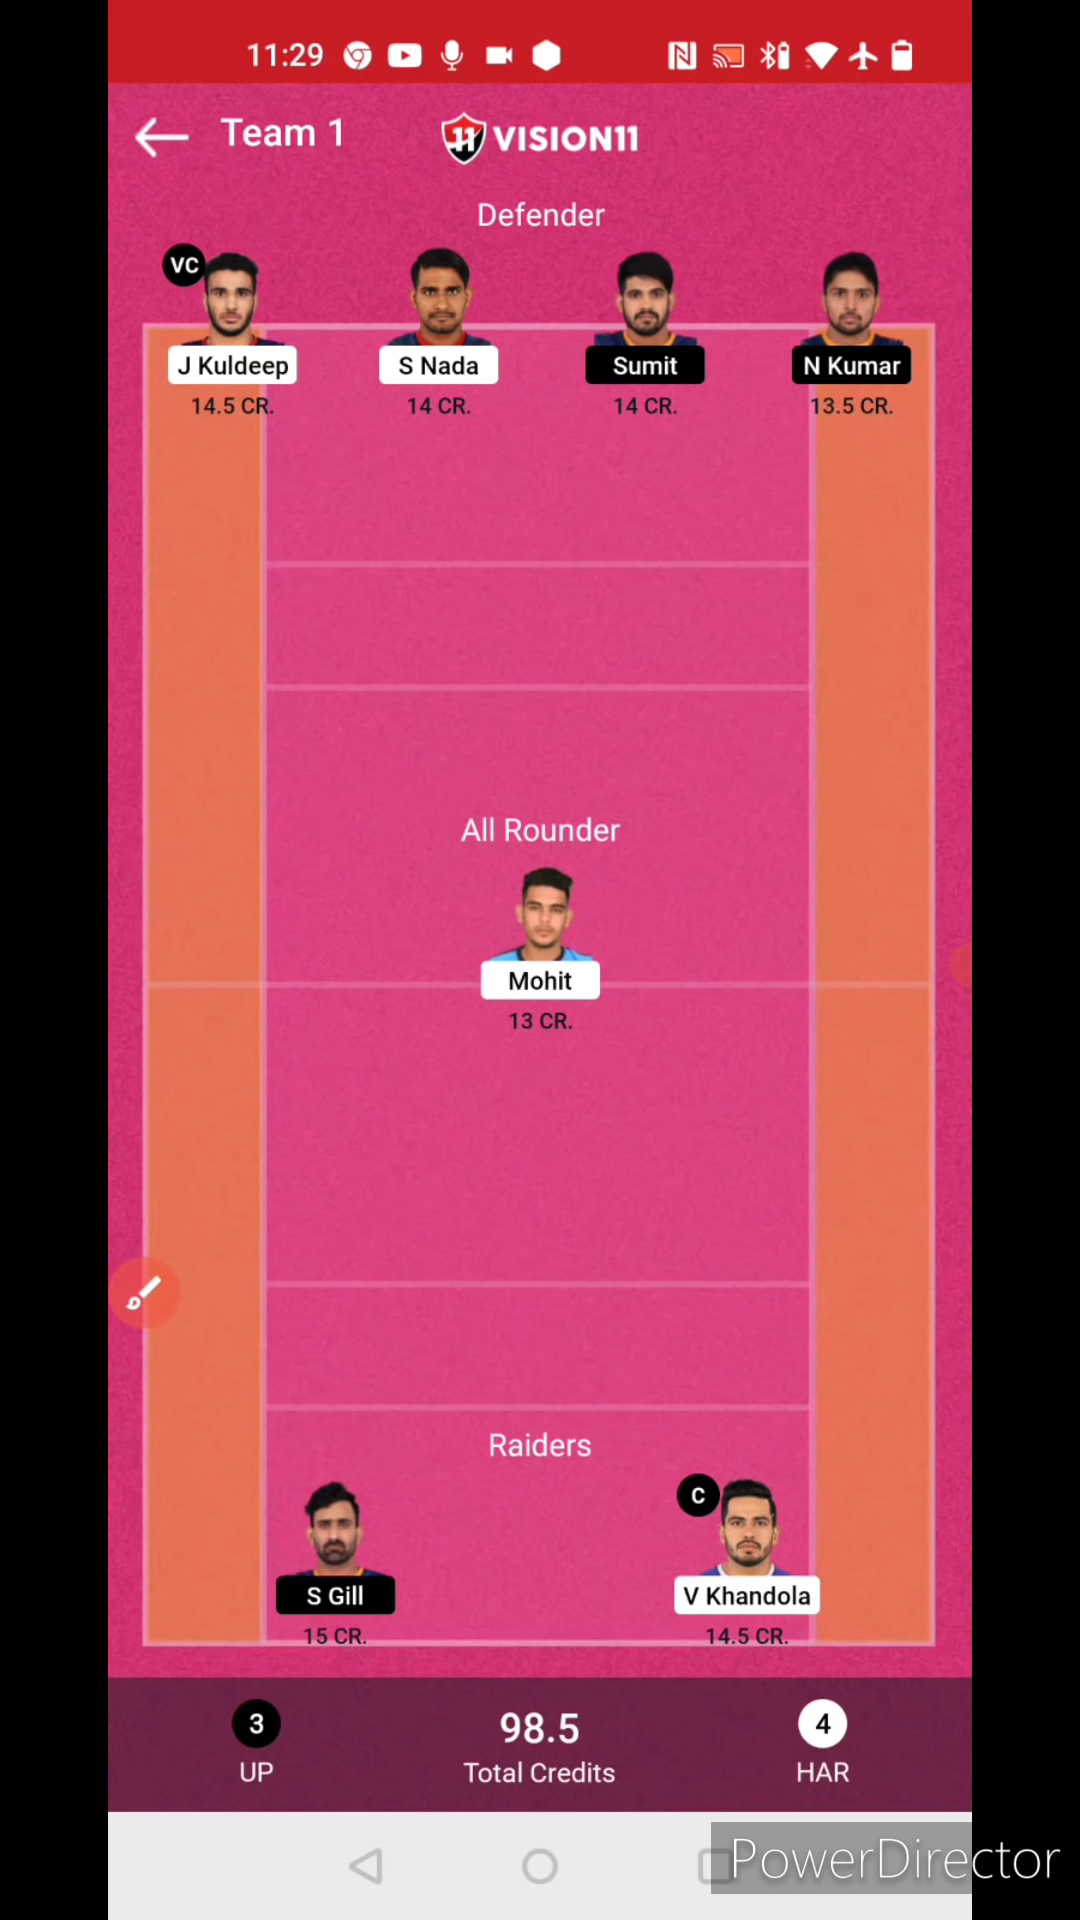 11:29
Team 1
11 VISION11
Defender
VC
J Kuldeep
S Nada
Sumit
N Kumar
14.5 CR.
14 CR.
14 CR.
13.5 CR.
All Rounder
Mohit
13 CR.
Raiders
C
S Gill
V Khandola
15 CR.
14.5 CR.
3
98.5
4
UP
Total Credits
HAR
PowerDirector